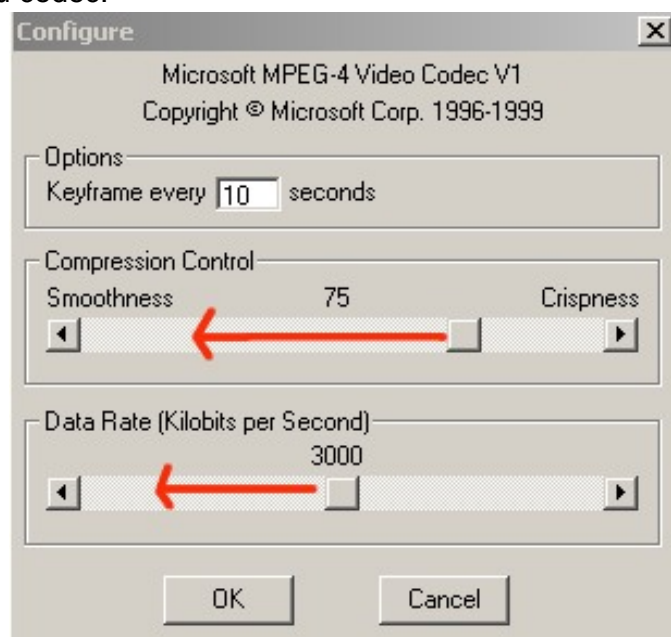 Configure
Microsoft MPEG-4 Video Codec V1
Copyright © Microsoft Corp. 1996-1999
Options
Keyframe every 10 seconds
Compression Control
Smoothness 75 Crispness
Data Rate (Kilobits per Second)
3000
OK Cancel